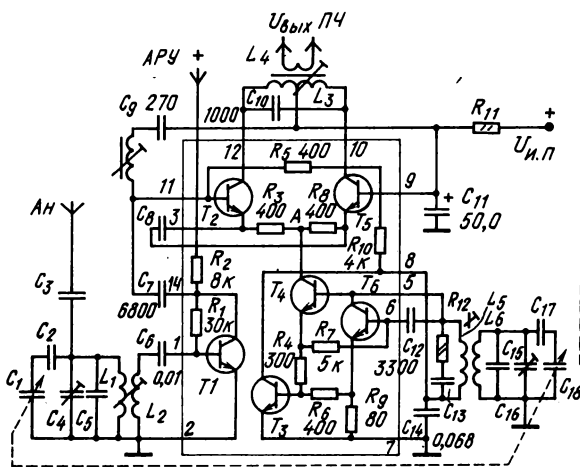 Uвых ПЧ
АРУ +
L4
C9 270
1000 C10 L3
R11 +
Uи.п
12 10
R5 400
11 9
Ан
C8 3 T2 R3 400 A R8 400 T5
+ C11 50,0
R10 4к
C3
C7 14 R2 8к
8
5
T4 T6
6800
R1 30к
6
R12 L5 L6 C17
C2 C6 1
R4 300 R7 5к
C12 3300
C1 L1
0,01 T1
C15
C4 C5 L2
R6 400 R9 80
C13
C16 C18
2 T3 C14
7 0,068